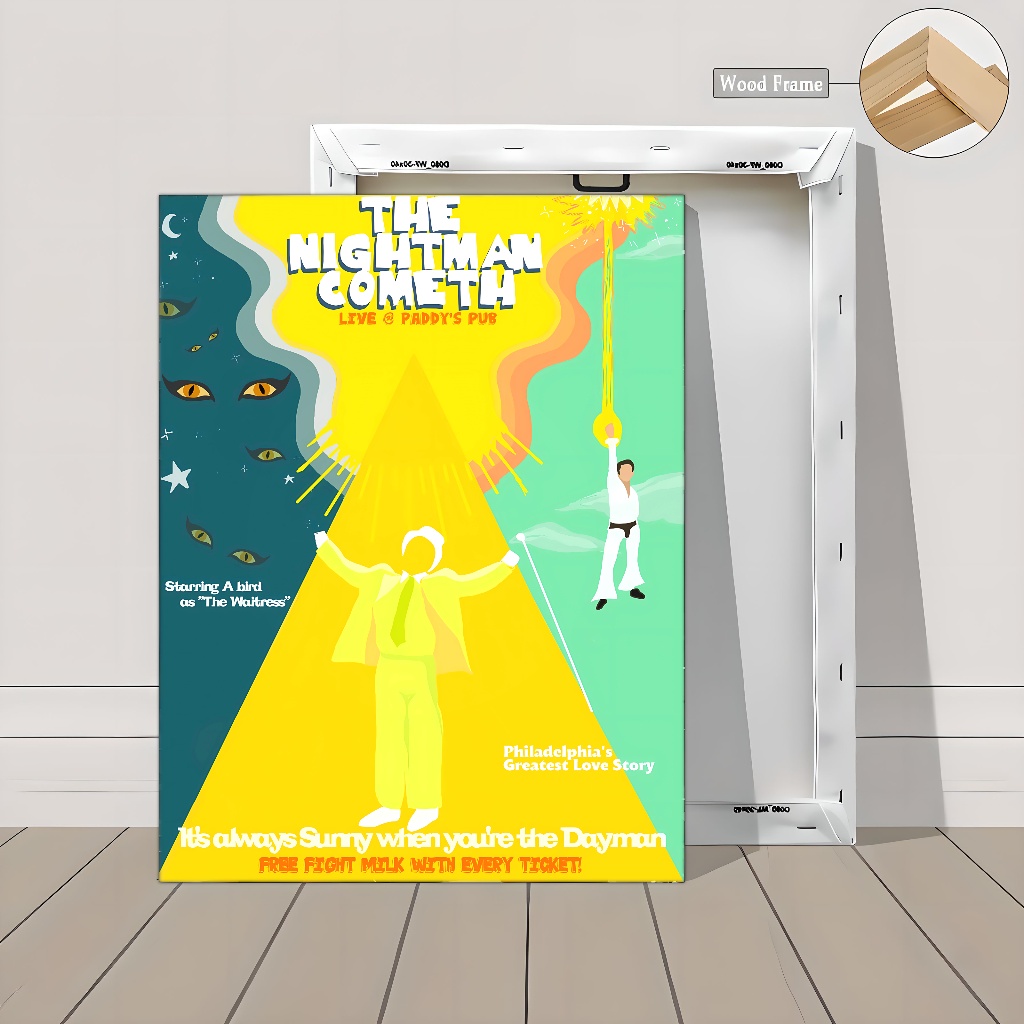 Wood Frame
THE
NIGHTMAN
COMETH
LIVE @ PADDY'S PUB
Starring A bird
as "The Waitress"
Philadelphia's
Greatest Love Story
It's always Sunny when you're the Dayman
FREE FIGHT MILK WITH EVERY TICKET!